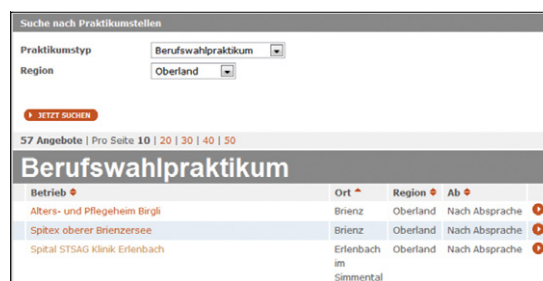 Suche nach Praktikumstellen
Praktikumstyp Berufswahlpraktikum
Region Oberland
JETZT SUCHEN
57 Angebote | Pro Seite 10 | 20 | 30 | 40 | 50
Berufswahlpraktikum
Betrieb Ort Region Ab
Alters- und Pflegeheim Birgli Brienz Oberland Nach Absprache
Spitex oberer Brienzersee Brienz Oberland Nach Absprache
Spital STSAG Klinik Erlenbach Erlenbach Oberland Nach Absprache
im
Simmental